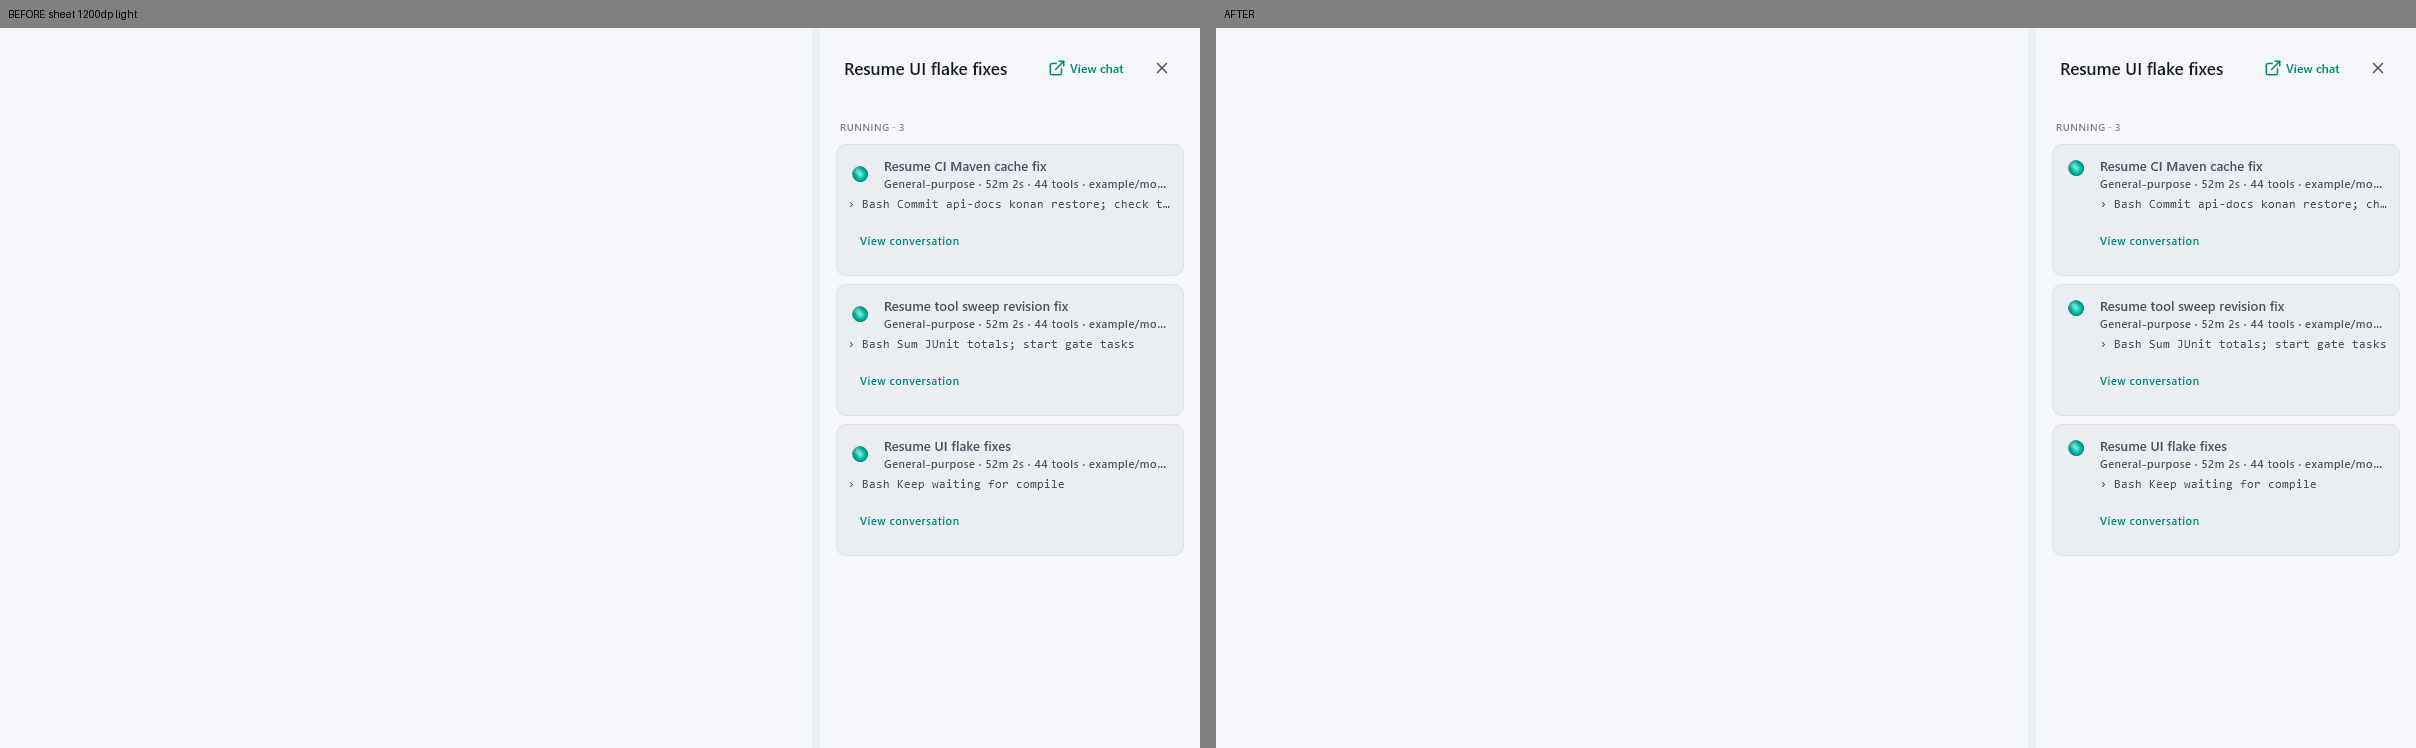 BEFORE sheet 1200dp light
Resume UI flake fixes
View chat
RUNNING · 3
Resume CI Maven cache fix
General-purpose · 52m 2s · 44 tools · example/mo…
› Bash Commit api-docs konan restore; check t…
View conversation
Resume tool sweep revision fix
General-purpose · 52m 2s · 44 tools · example/mo…
› Bash Sum JUnit totals; start gate tasks
View conversation
Resume UI flake fixes
General-purpose · 52m 2s · 44 tools · example/mo…
› Bash Keep waiting for compile
View conversation
AFTER
Resume UI flake fixes
View chat
RUNNING · 3
Resume CI Maven cache fix
General-purpose · 52m 2s · 44 tools · example/mo…
› Bash Commit api-docs konan restore; ch…
View conversation
Resume tool sweep revision fix
General-purpose · 52m 2s · 44 tools · example/mo…
› Bash Sum JUnit totals; start gate tasks
View conversation
Resume UI flake fixes
General-purpose · 52m 2s · 44 tools · example/mo…
› Bash Keep waiting for compile
View conversation